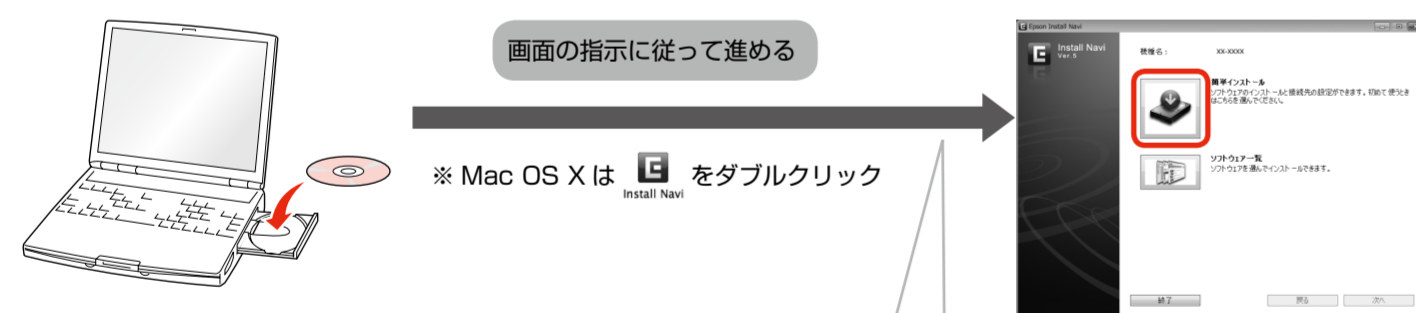 画面の指示に従って進める
※ Mac OS X は Install Navi をダブルクリック
Epson Install Navi
Install Navi
Ver.5
機種名： XX-XXXX
簡単インストール
ソフトウェアのインストールと接続先の設定ができます。初めて使うとき
はこちらを選んでください。
ソフトウェア一覧
ソフトウェアを選んでインストールできます。
終了
戻る
次へ